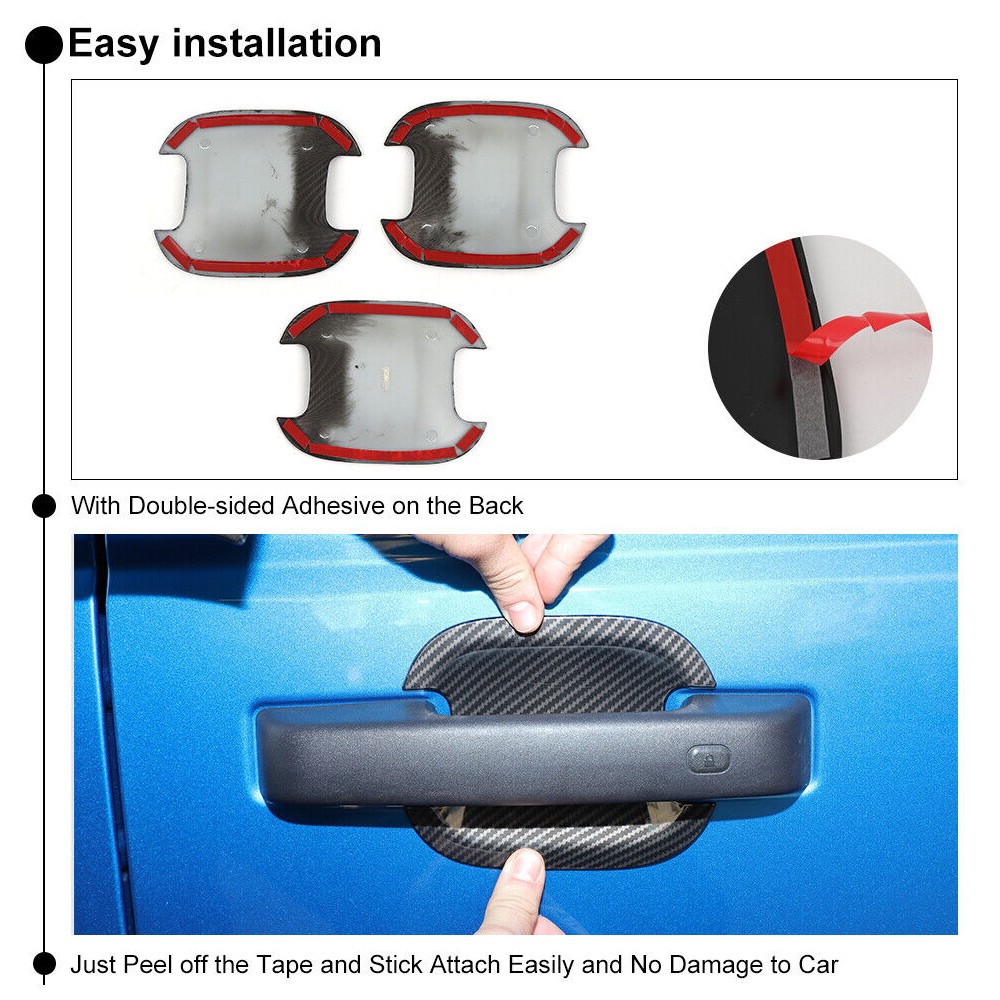 Easy installation
With Double-sided Adhesive on the Back
Just Peel off the Tape and Stick Attach Easily and No Damage to Car